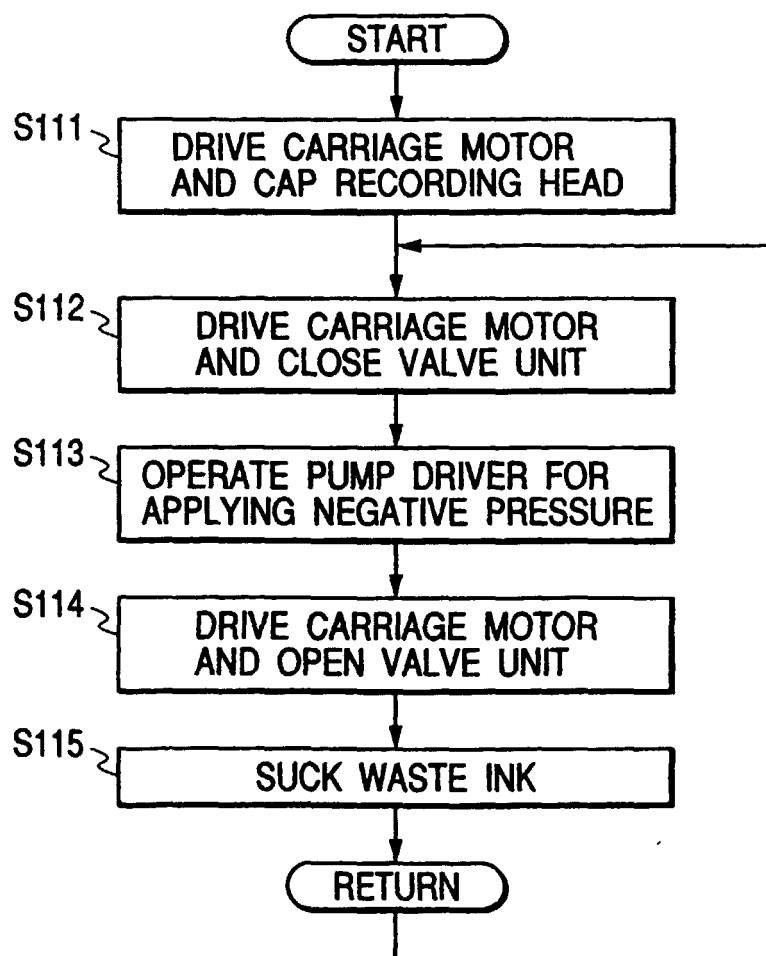 START
S111
DRIVE CARRIAGE MOTOR
AND CAP RECORDING HEAD
S112
DRIVE CARRIAGE MOTOR
AND CLOSE VALVE UNIT
S113
OPERATE PUMP DRIVER FOR
APPLYING NEGATIVE PRESSURE
S114
DRIVE CARRIAGE MOTOR
AND OPEN VALVE UNIT
S115
SUCK WASTE INK
RETURN